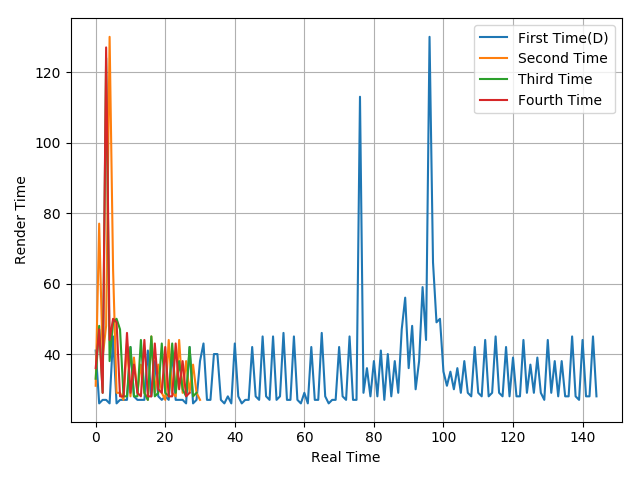 First Time(D)
Second Time
Third Time
Fourth Time
120
100
80
60
40
Render Time
0 20 40 60 80 100 120 140
Real Time